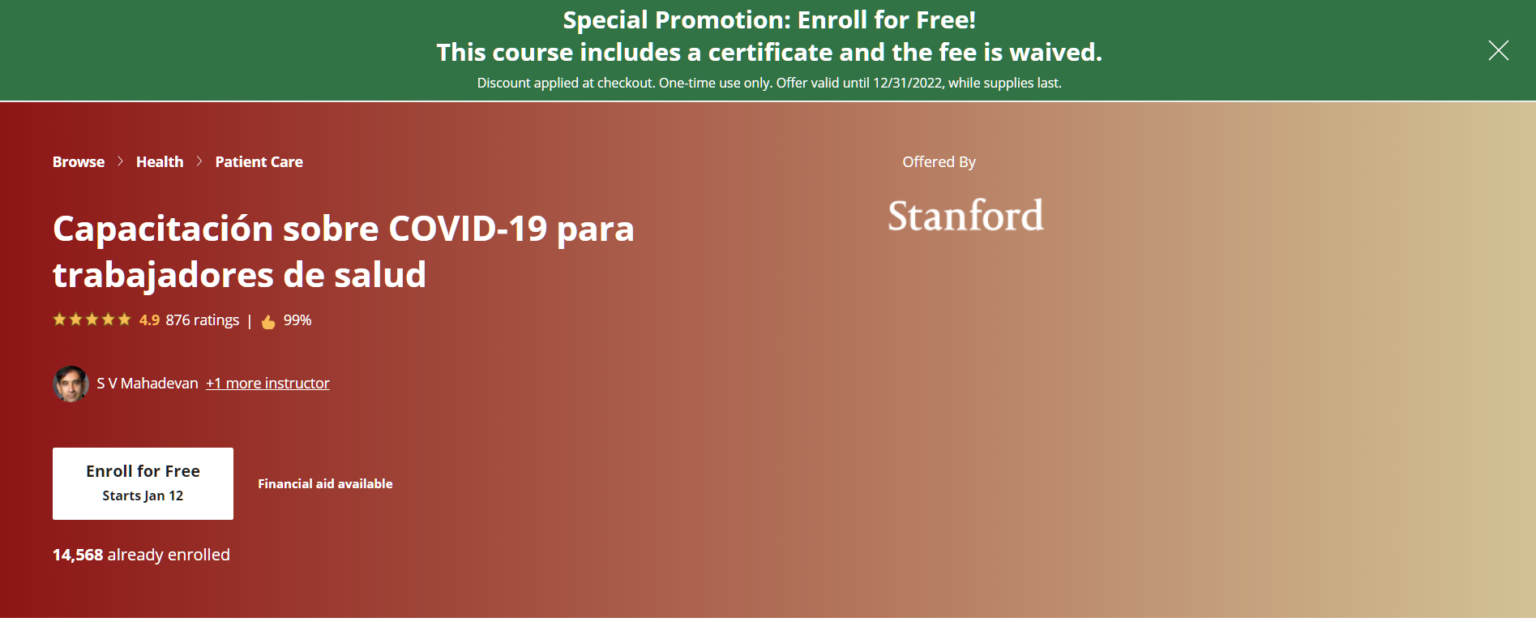 Special Promotion: Enroll for Free!
This course includes a certificate and the fee is waived.
Discount applied at checkout. One-time use only. Offer valid until 12/31/2022, while supplies last.
Browse > Health > Patient Care
Offered By
Stanford
Capacitación sobre COVID-19 para
trabajadores de salud
4.9 876 ratings | 99%
S V Mahadevan +1 more instructor
Enroll for Free
Starts Jan 12
Financial aid available
14,568 already enrolled